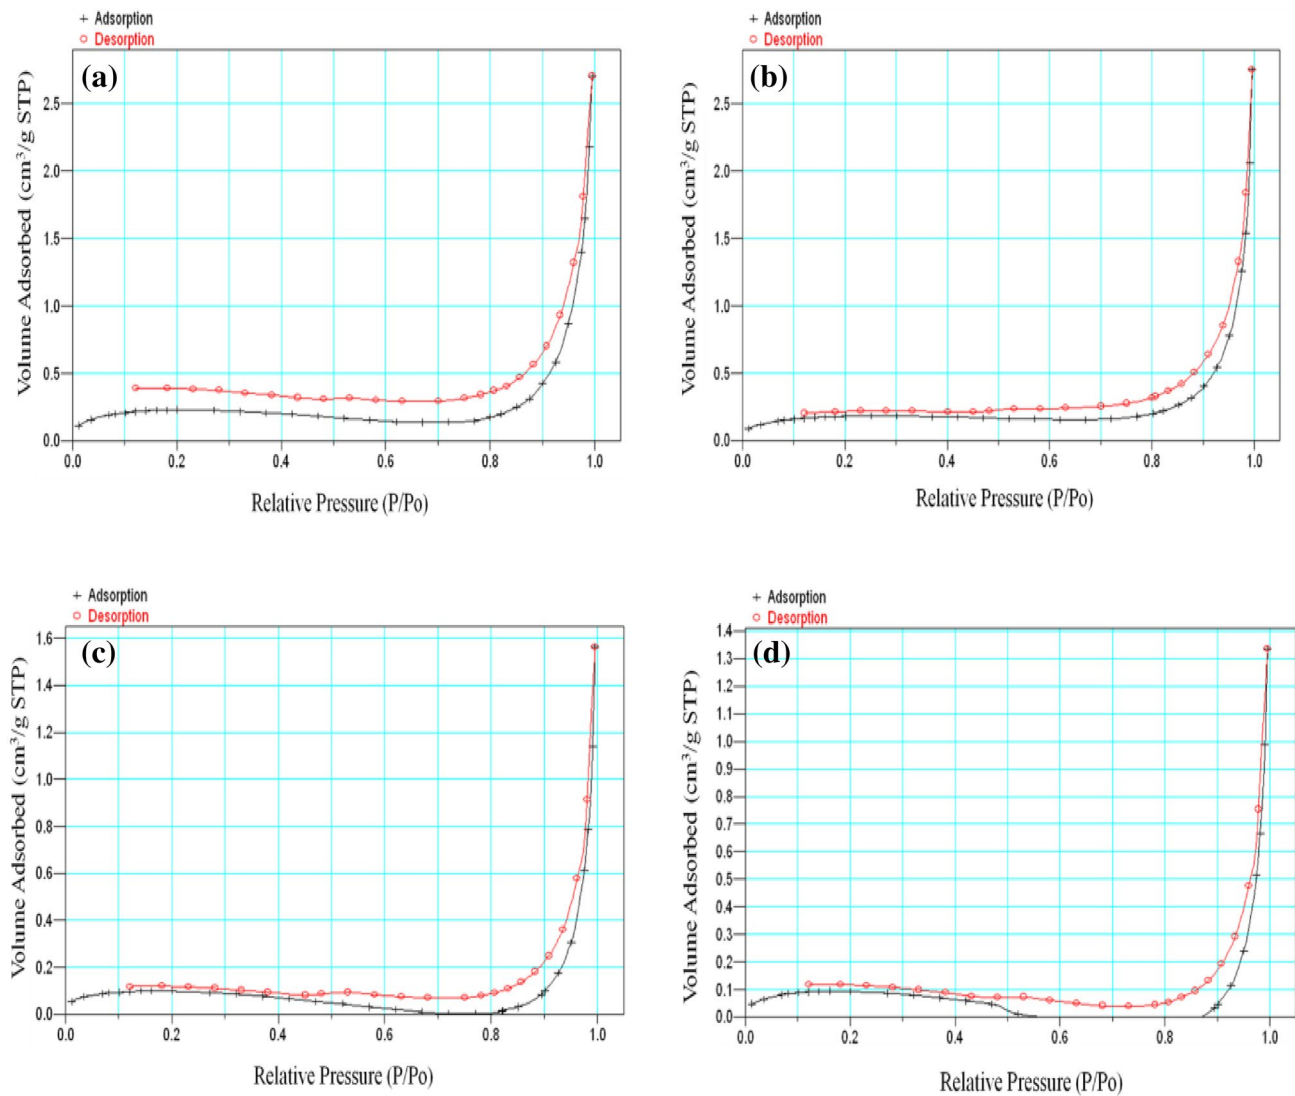 + Adsorption
○ Desorption
(a)
Volume Adsorbed (cm³/g STP)
2.5
2.0
1.5
1.0
0.5
0.0
0.0 0.2 0.4 0.6 0.8 1.0
Relative Pressure (P/Po)
+ Adsorption
○ Desorption
(b)
Volume Adsorbed (cm³/g STP)
2.5
2.0
1.5
1.0
0.5
0.0
0.0 0.2 0.4 0.6 0.8 1.0
Relative Pressure (P/Po)
+ Adsorption
○ Desorption
(c)
Volume Adsorbed (cm³/g STP)
1.6
1.4
1.2
1.0
0.8
0.6
0.4
0.2
0.0
0.0 0.2 0.4 0.6 0.8 1.0
Relative Pressure (P/Po)
+ Adsorption
○ Desorption
(d)
Volume Adsorbed (cm³/g STP)
1.4
1.3
1.2
1.1
1.0
0.9
0.8
0.7
0.6
0.5
0.4
0.3
0.2
0.1
0.0
0.0 0.2 0.4 0.6 0.8 1.0
Relative Pressure (P/Po)